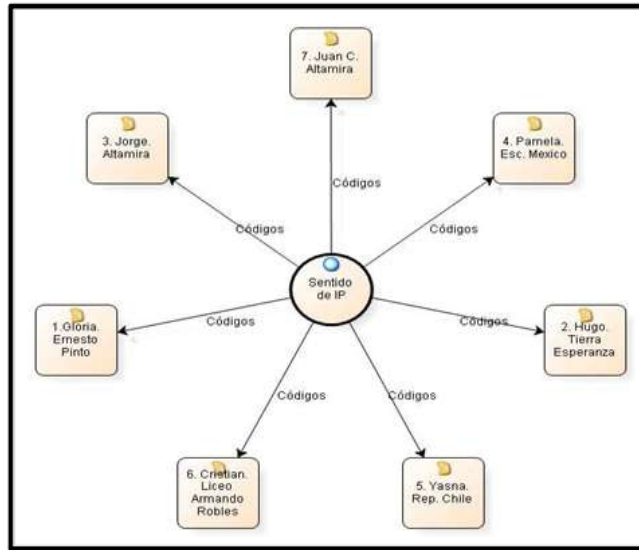 7. Juan C.
Altamira
3. Jorge.
Altamira
4. Pamela.
Esc. Mexico
Códigos
Códigos
Códigos
Sentido
de IP
1.Gloria.
Ernesto
Pinto
Códigos
Códigos
2. Hugo.
Tierra
Esperanza
Códigos
Códigos
6. Cristian.
Liceo
Armando
Robles
5. Yasna.
Rep. Chile